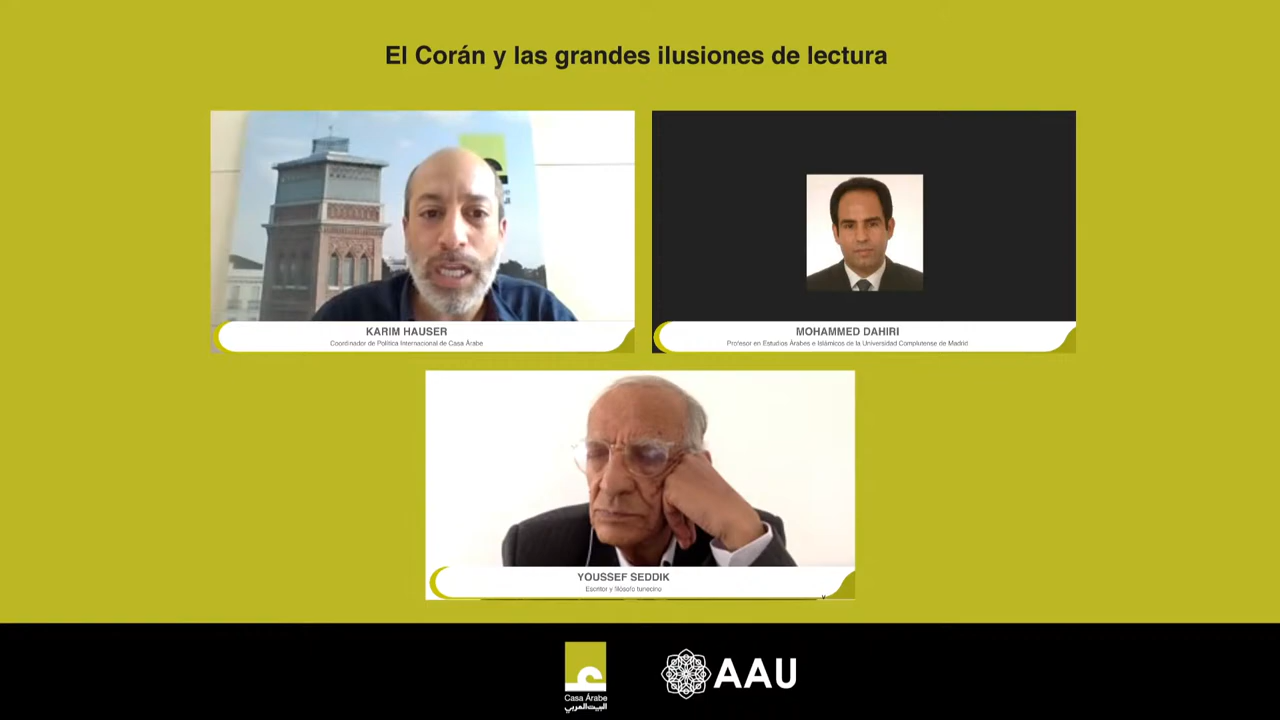 El Corán y las grandes ilusiones de lectura
KARIM HAUSER
Coordinador de Política Internacional de Casa Árabe
MOHAMMED DAHIRI
Profesor en Estudios Árabes e Islámicos de la Universidad Complutense de Madrid
YOUSSEF SEDDIK
Escritor y filósofo tunecino
Casa Árabe
البيت العربي
AAU